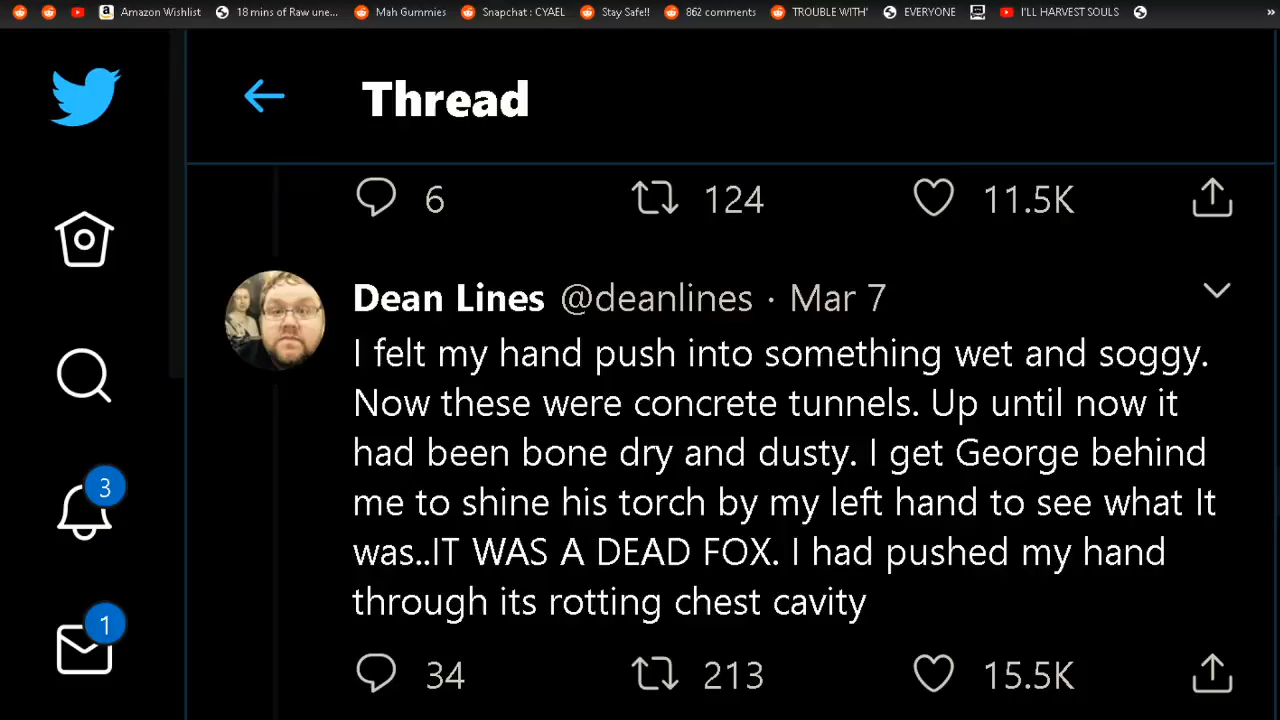 Amazon Wishlist 18 mins of Raw une... Mah Gummies Snapchat : CYAEL Stay Safe!! 862 comments TROUBLE WITH' EVERYONE I'LL HARVEST SOULS »
Thread
6 124 11.5K
Dean Lines @deanlines · Mar 7
I felt my hand push into something wet and soggy.
Now these were concrete tunnels. Up until now it
had been bone dry and dusty. I get George behind
me to shine his torch by my left hand to see what It
was..IT WAS A DEAD FOX. I had pushed my hand
through its rotting chest cavity
34 213 15.5K
3
1